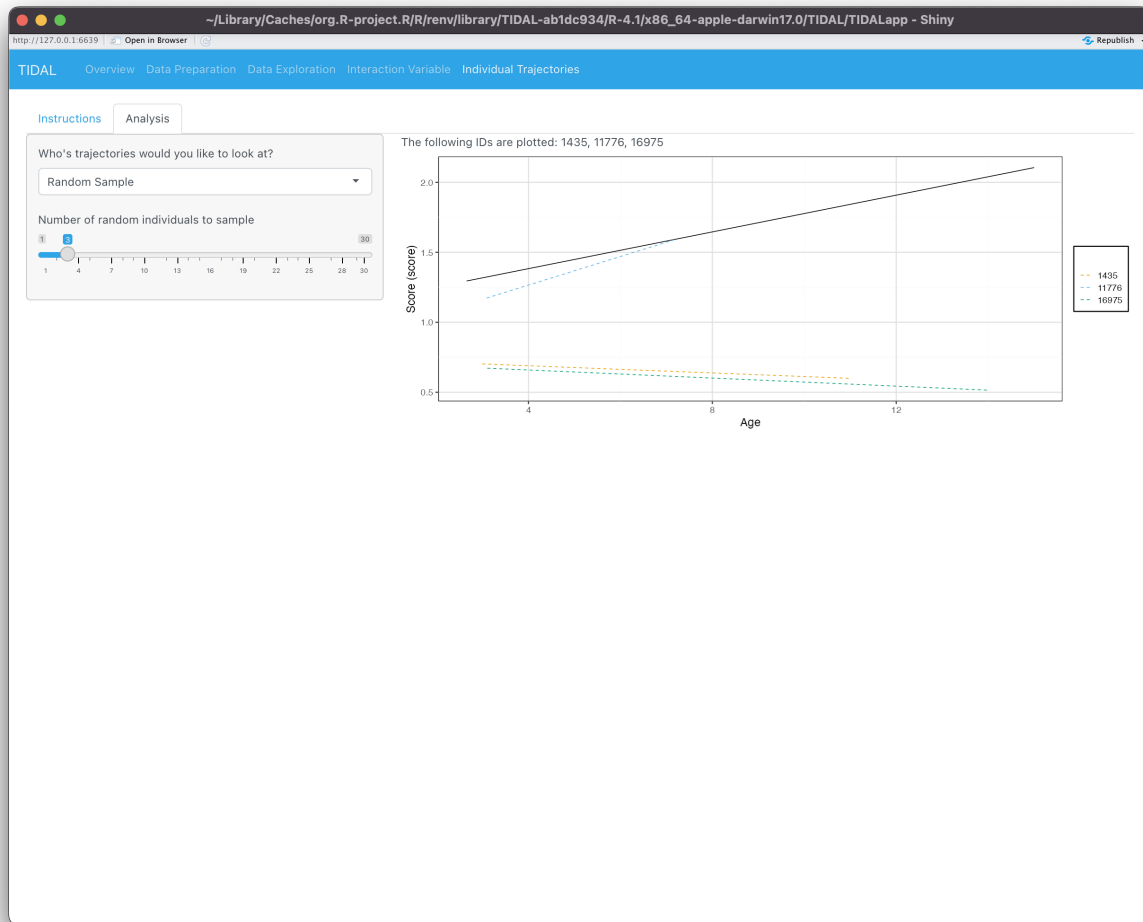 ~/Library/Caches/org.R-project.R/R/renv/library/TIDAL-ab1dc934/R-4.1/x86_64-apple-darwin17.0/TIDAL/TIDALapp - Shiny
http://127.0.0.1:6639 Open in Browser Republish
TIDAL Overview Data Preparation Data Exploration Interaction Variable Individual Trajectories
Instructions Analysis
Who's trajectories would you like to look at?
Random Sample
Number of random individuals to sample
1 3 30
1 4 7 10 13 16 19 22 25 28 30
The following IDs are plotted: 1435, 11776, 16975
Score (score)
2.0
1.5
1.0
0.5
4 8 12
Age
1435
11776
16975